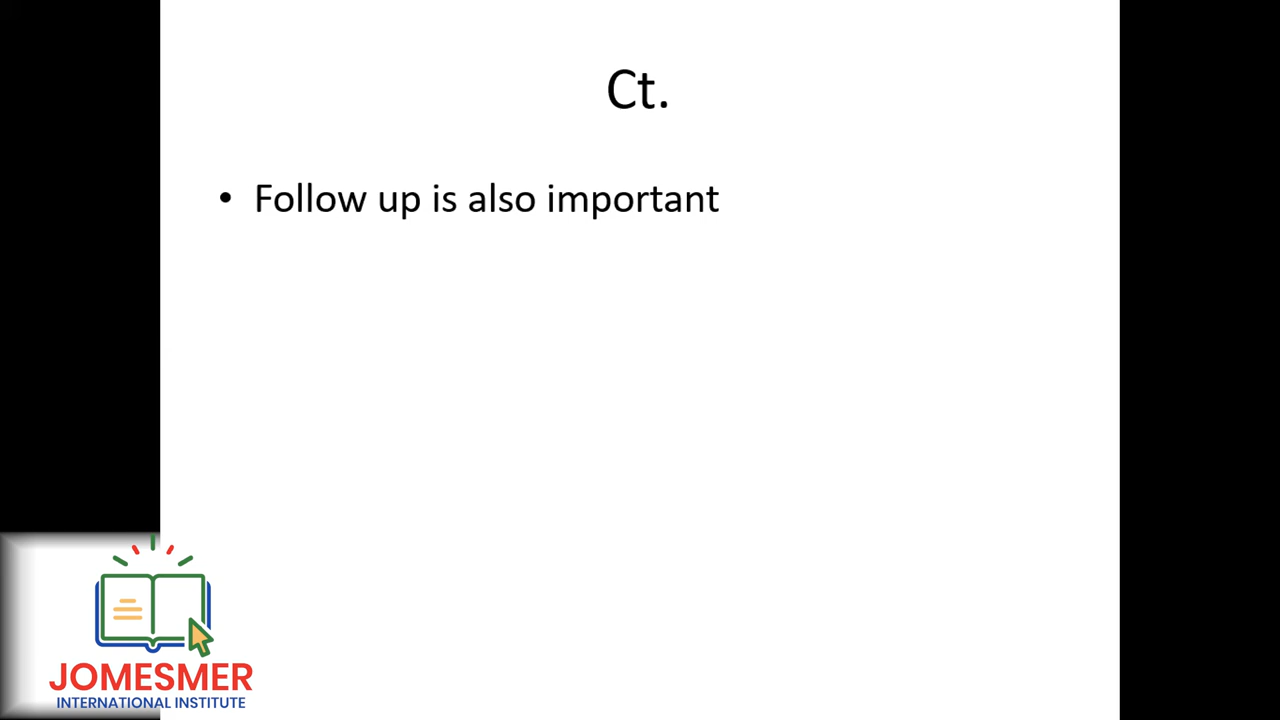 Ct.
• Follow up is also important
JOMESMER
INTERNATIONAL INSTITUTE